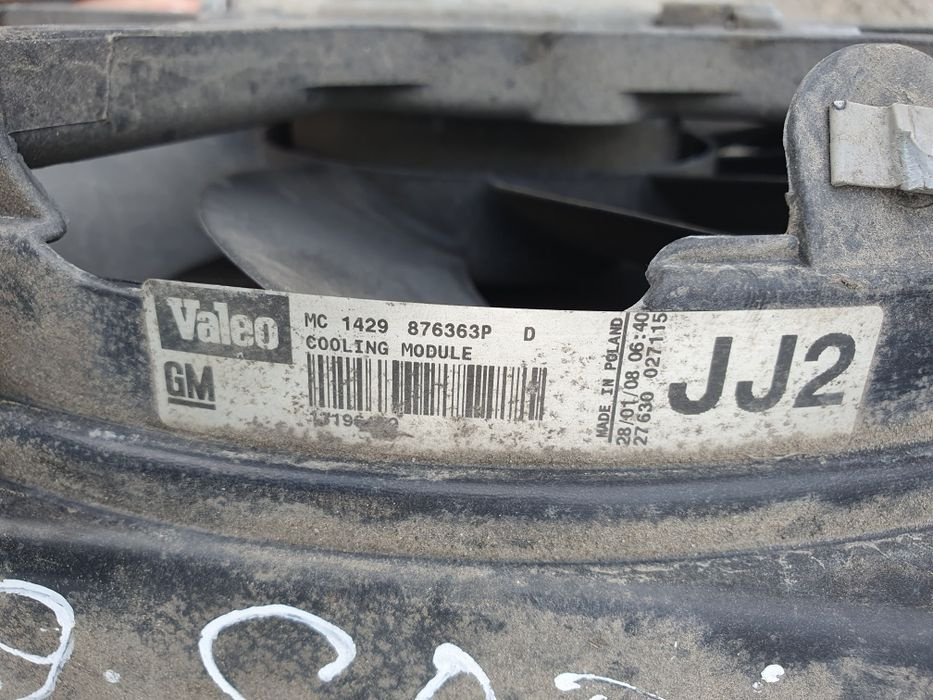 Valeo
GM
MC 1429 876363P D
COOLING MODULE
MADE IN POLAND
28/01/08 06:40
27630 027115
JJ2